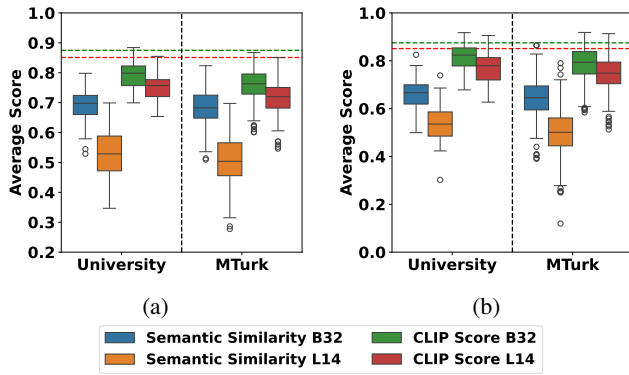 1.0
0.9
0.8
0.7
0.6
0.5
0.4
0.3
0.2
Average Score
University MTurk
(a)
1.0
0.8
0.6
0.4
0.2
0.0
Average Score
University MTurk
(b)
Semantic Similarity B32 CLIP Score B32
Semantic Similarity L14 CLIP Score L14